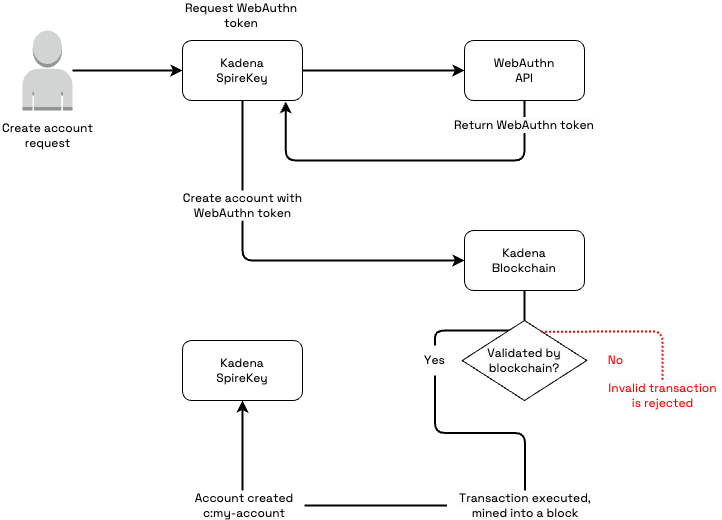 Request WebAuthn
token
Kadena
SpireKey
WebAuthn
API
Create account
request
Return WebAuthn token
Create account with
WebAuthn token
Kadena
Blockchain
Validated by
blockchain?
Yes
No
Invalid transaction
is rejected
Kadena
SpireKey
Account created
c:my-account
Transaction executed,
mined into a block